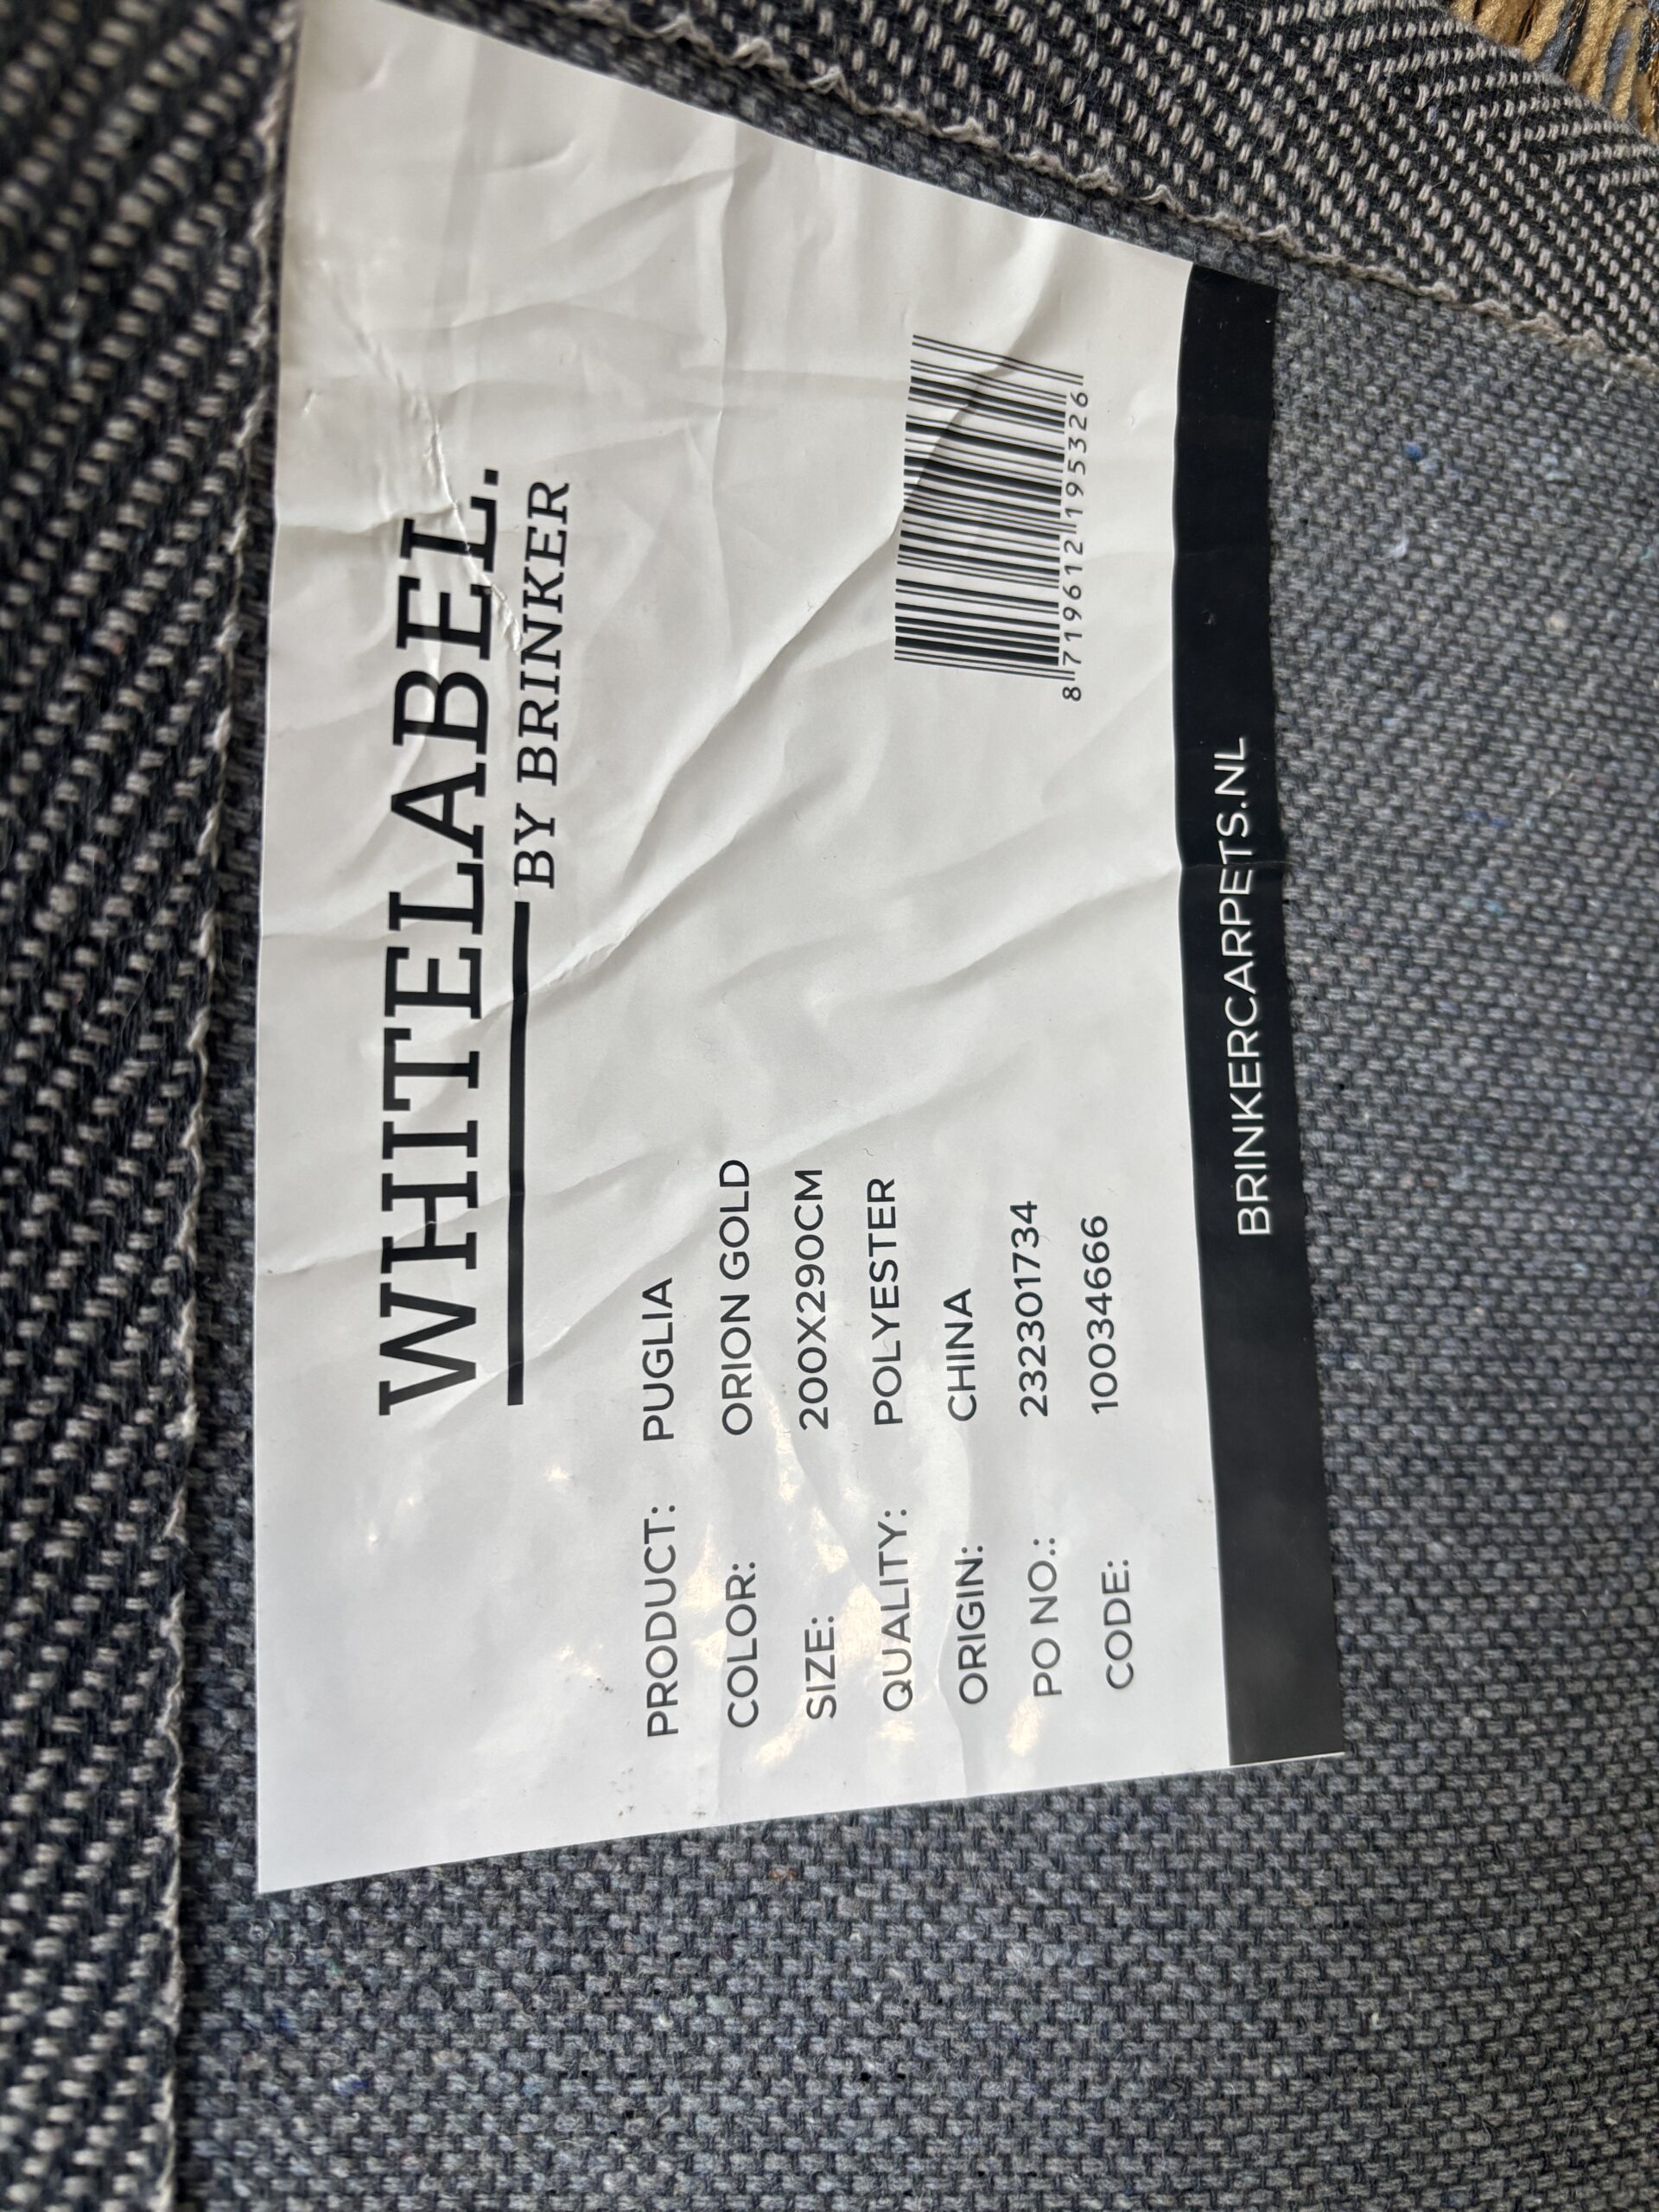 WHITELABEL.
BY BRINKER
PRODUCT: PUGLIA
COLOR: ORION GOLD
SIZE: 200X290CM
QUALITY: POLYESTER
ORIGIN: CHINA
PO NO.: 232301734
CODE: 10034666
8 719612 195326
BRINKERCARPETS.NL